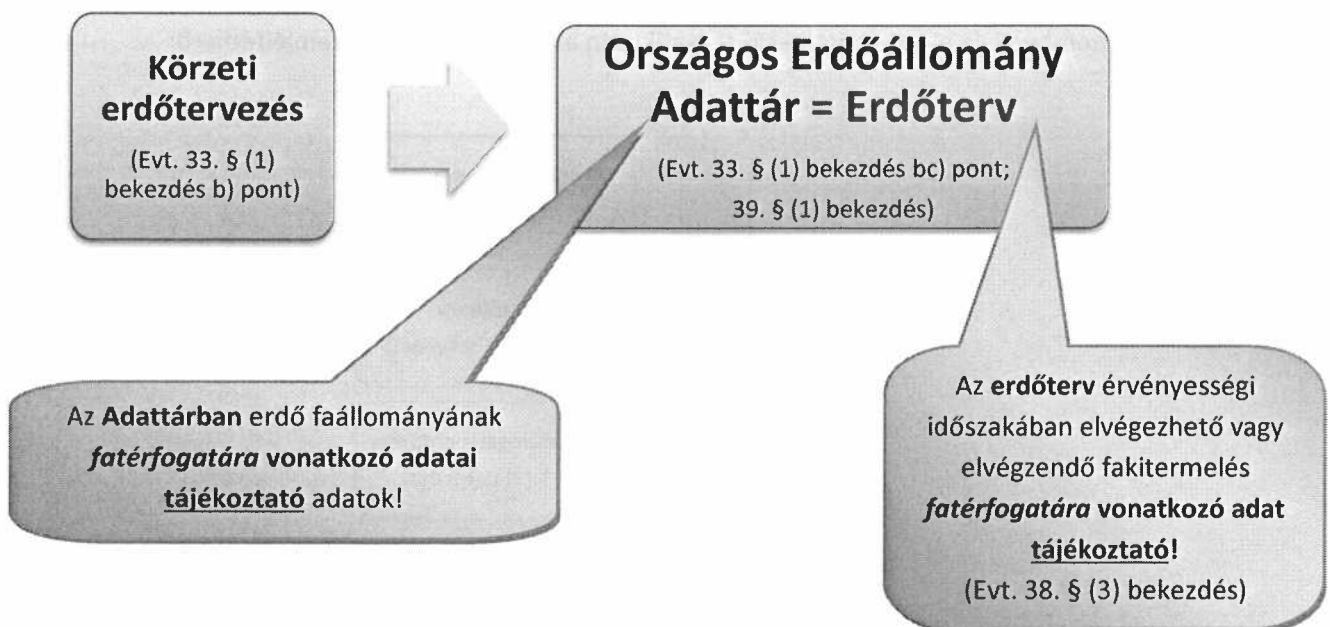 Körzeti
erdőtervezés
(Evt. 33. § (1)
bekezdés b) pont)
Országos Erdőállomány
Adattár = Erdőterv
(Evt. 33. § (1) bekezdés bc) pont;
39. § (1) bekezdés)
Az Adattárban erdő faállományának
fatérfogatára vonatkozó adatai
tájékoztató adatok!
Az erdőterv érvényességi
időszakában elvégezhető vagy
elvégzendő fakitermelés
fatérfogatára vonatkozó adat
tájékoztató!
(Evt. 38. § (3) bekezdés)